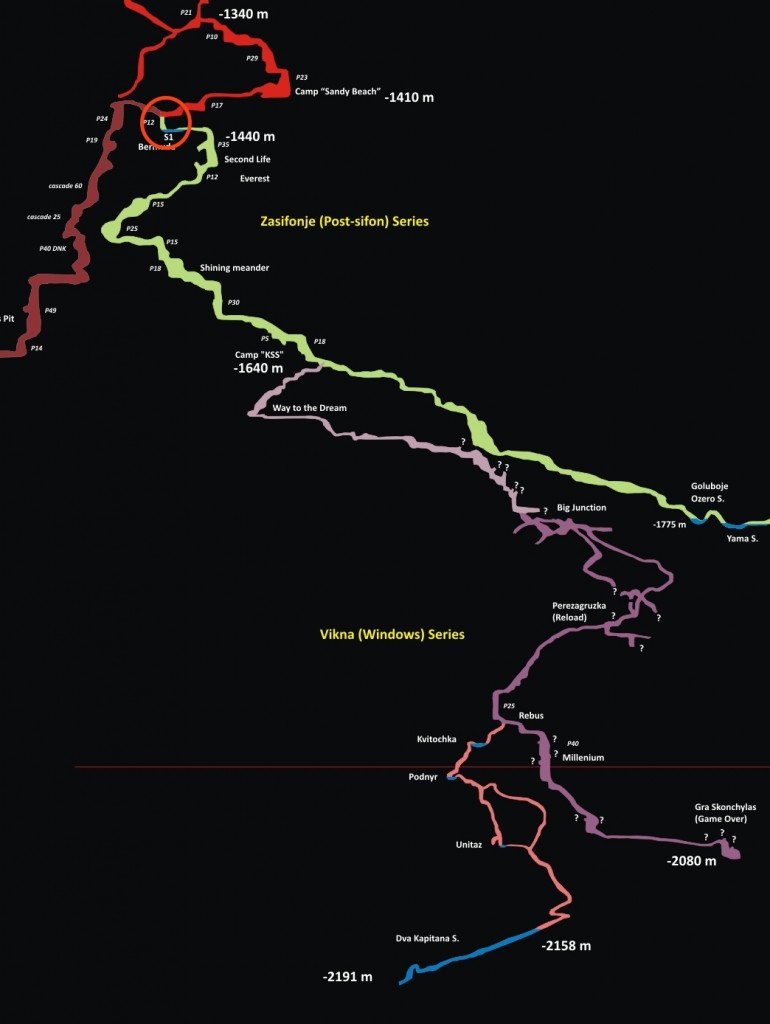 P21
-1340 m
P10
P29
P23
Camp “Sandy Beach”
-1410 m
P17
P24
P12
S1
Bermuda
-1440 m
P19
P35
Second Life
P12
Everest
cascade 60
P15
cascade 25
Zasifonje (Post-sifon) Series
P25
P15
P40 DNK
P18
Shining meander
P30
P49
s Pit
P5
P18
P14
Camp "KSS"
-1640 m
Way to the Dream
?
? ?
? ?
Goluboje
Ozero S.
?
Big Junction
-1775 m
Yama S.
?
Perezagruzka
(Reload)
?
?
Vikna (Windows) Series
?
P25
Rebus
Kvitochka
?
P40
?
Millenium
?
Podnyr
Gra Skonchylas
(Game Over)
? ?
? ? ?
Unitaz
-2080 m
Dva Kapitana S.
-2158 m
-2191 m